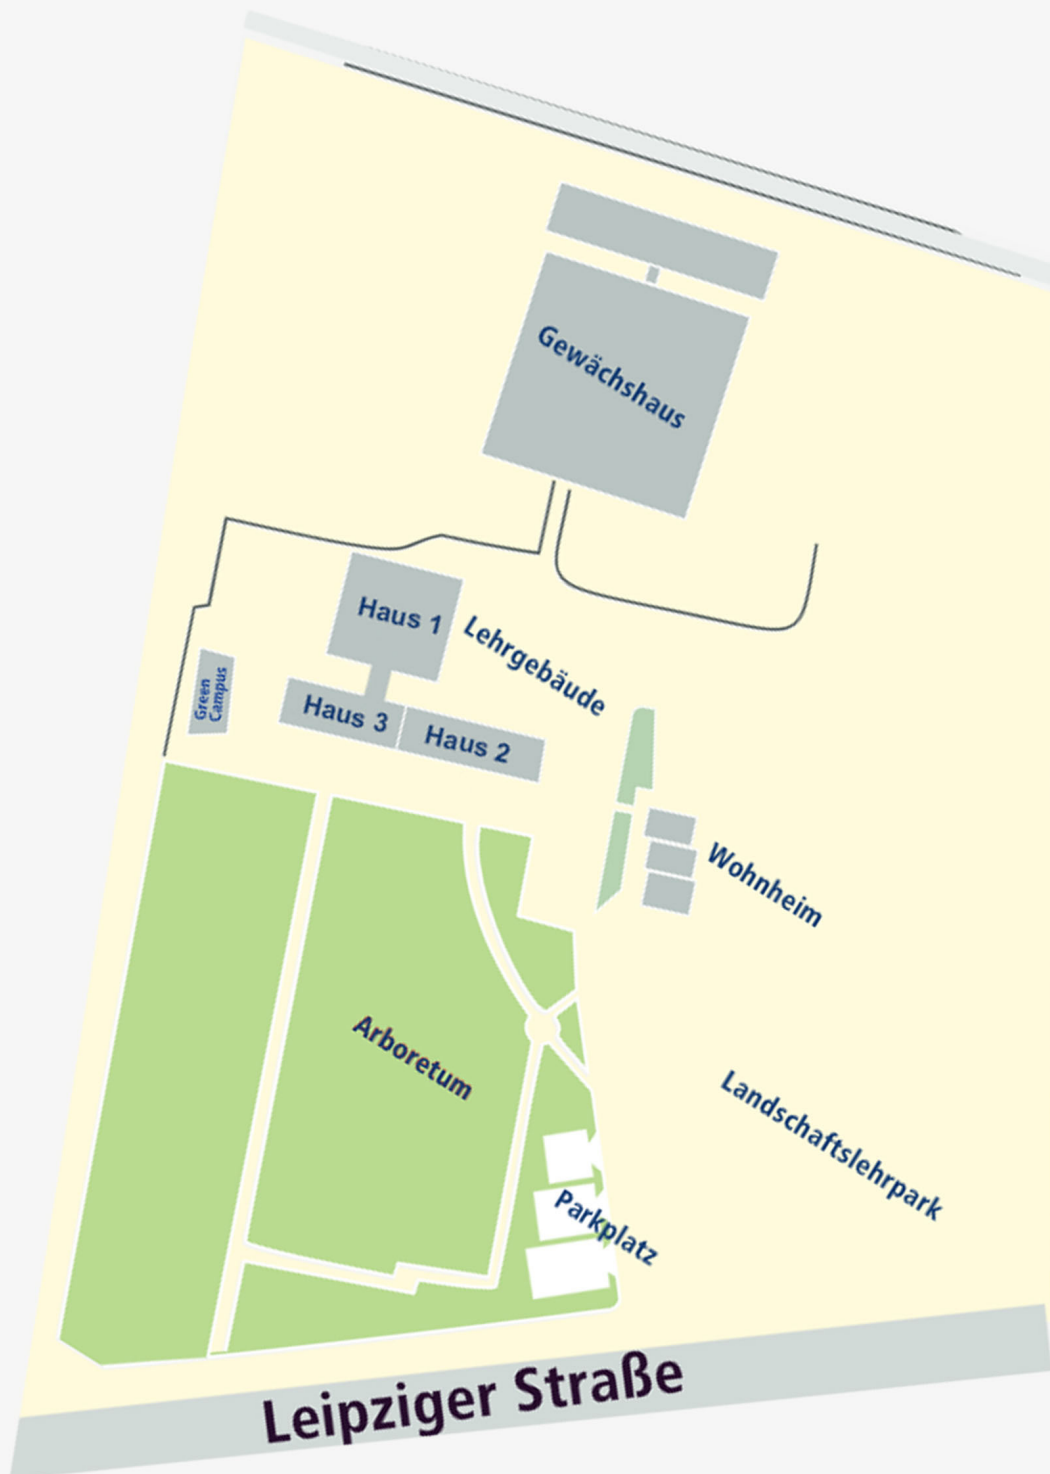 Gewächshaus
Haus 1
Lehrgebäude
Green
Campus
Haus 3
Haus 2
Wohnheim
Arboretum
Landschaftslehrpark
Parkplatz
Leipziger Straße